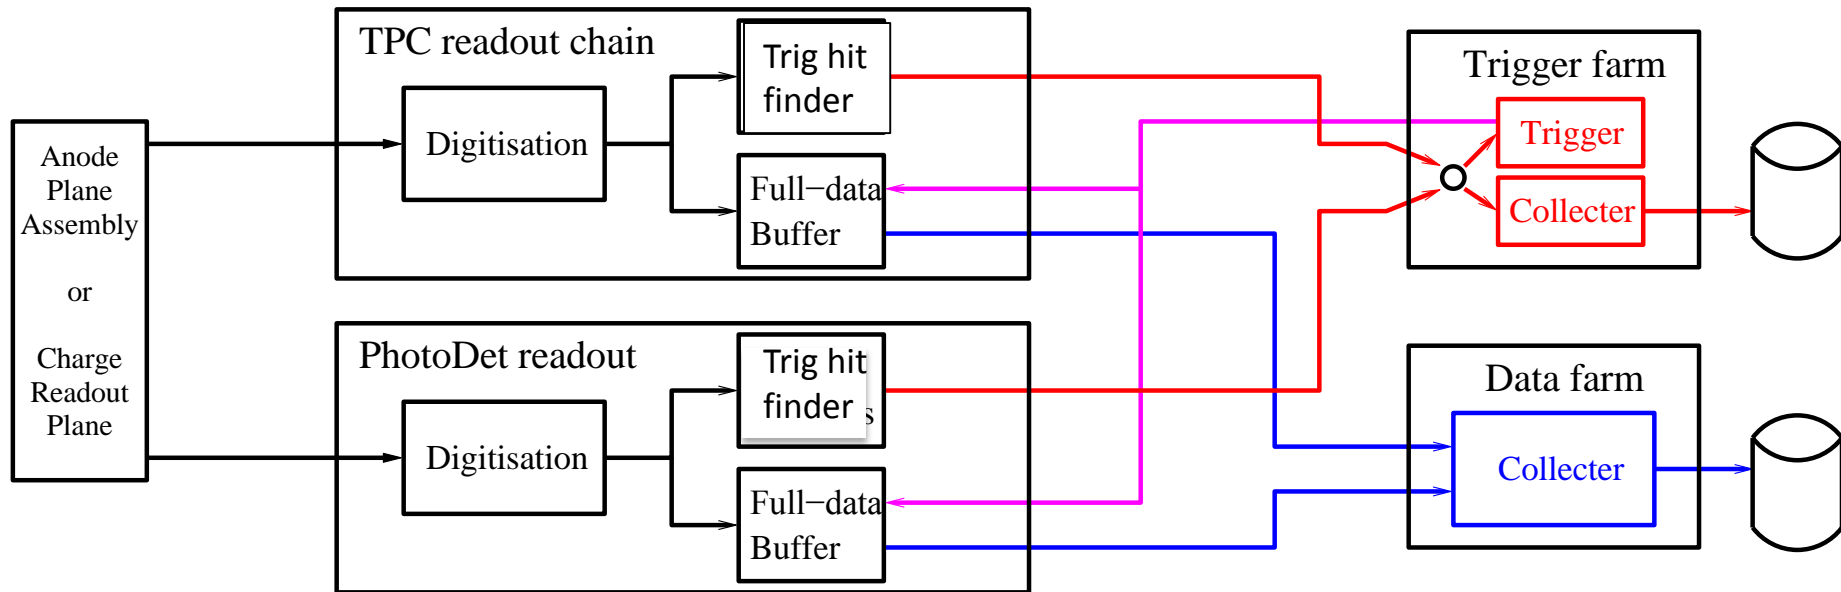 Anode
Plane
Assembly
or
Charge
Readout
Plane
TPC readout chain
Digitisation
Trig hit
finder
Full−data
Buffer
PhotoDet readout
Digitisation
Trig hit
finder
s
Full−data
Buffer
Trigger farm
Trigger
Collecter
Data farm
Collecter